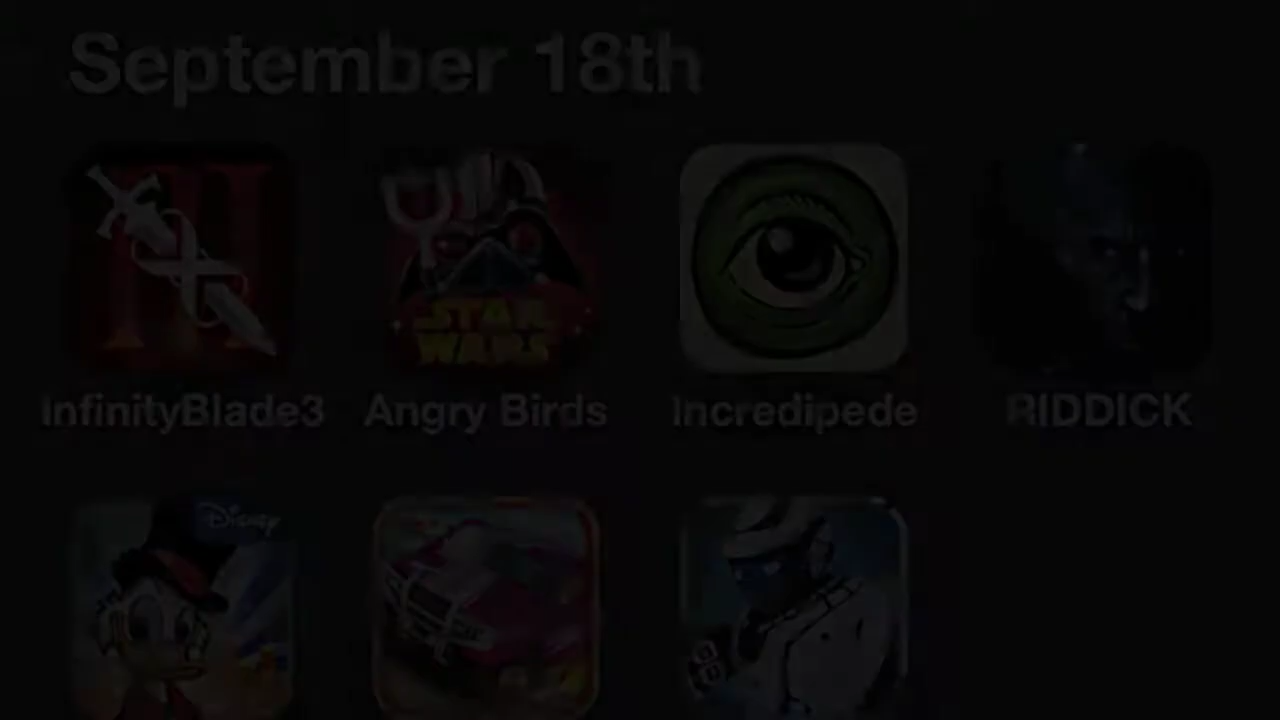 September 18th
STAR
WARS
InfinityBlade3 Angry Birds Incredipede RIDDICK
Disney